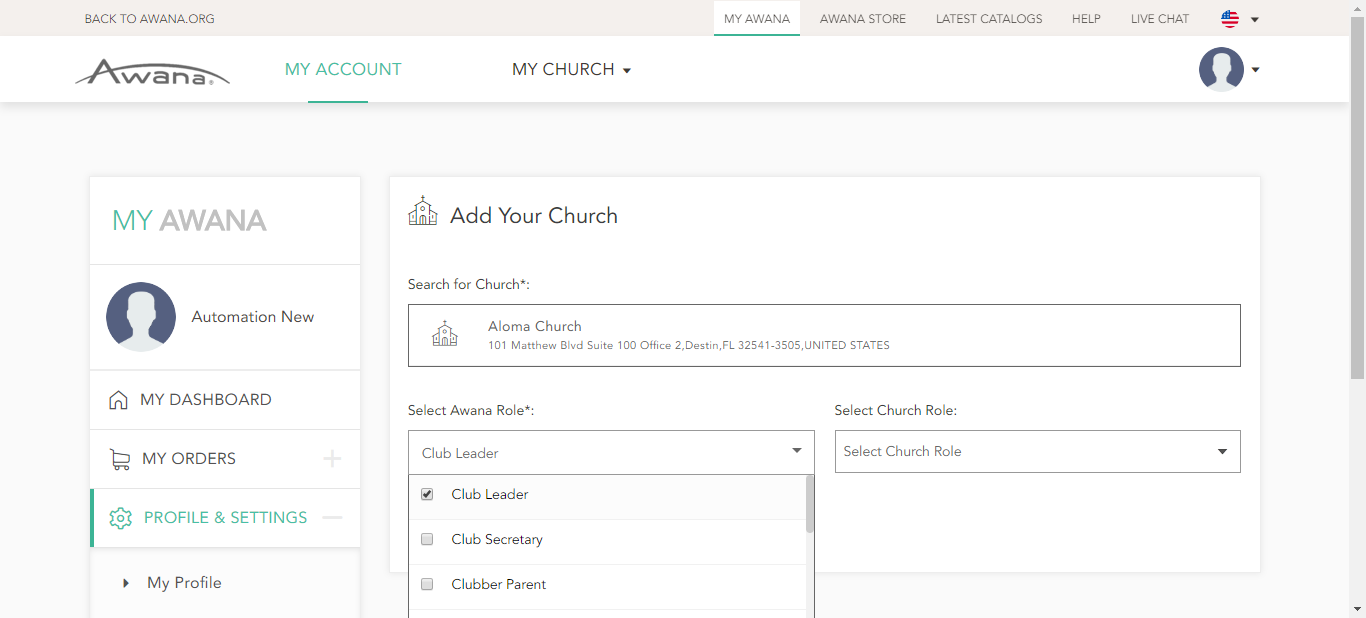 BACK TO AWANA.ORG
MY AWANA
AWANA STORE
LATEST CATALOGS
HELP
LIVE CHAT
Awana®
MY ACCOUNT
MY CHURCH
MY AWANA
Automation New
MY DASHBOARD
MY ORDERS
PROFILE & SETTINGS
My Profile
Add Your Church
Search for Church*:
Aloma Church
101 Matthew Blvd Suite 100 Office 2,Destin,FL 32541-3505,UNITED STATES
Select Awana Role*:
Club Leader
Club Leader
Club Secretary
Clubber Parent
Select Church Role:
Select Church Role